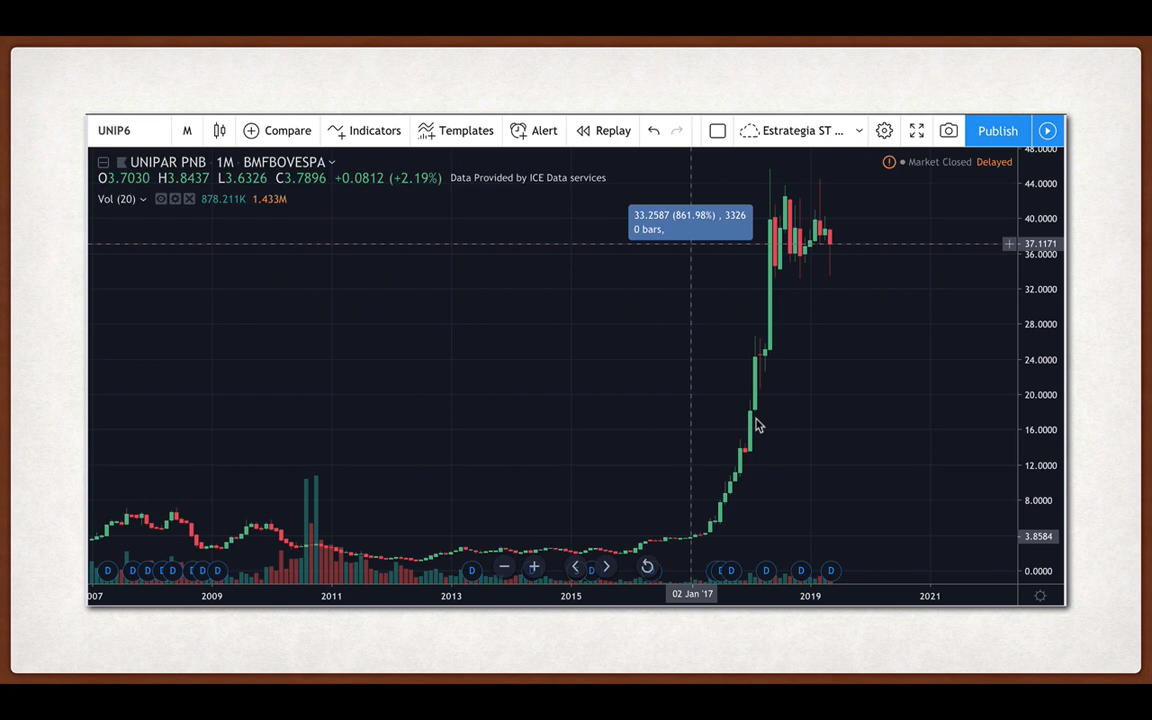 UNIP6 M Compare Indicators Templates Alert Replay Estrategia ST ... Publish
UNIPAR PNB 1M BMFBOVESPA
Market Closed Delayed
O3.7030 H3.8437 L3.6326 C3.7896 +0.0812 (+2.19%) Data Provided by ICE Data services
Vol (20) 878.211K 1.433M
33.2587 (861.98%) , 3326
0 bars,
48.0000
44.0000
40.0000
37.1171
36.0000
32.0000
28.0000
24.0000
20.0000
16.0000
12.0000
8.0000
3.8584
0.0000
D D D D D D D D D D D D D D D
007 2009 2011 2013 2015 02 Jan '17 2019 2021